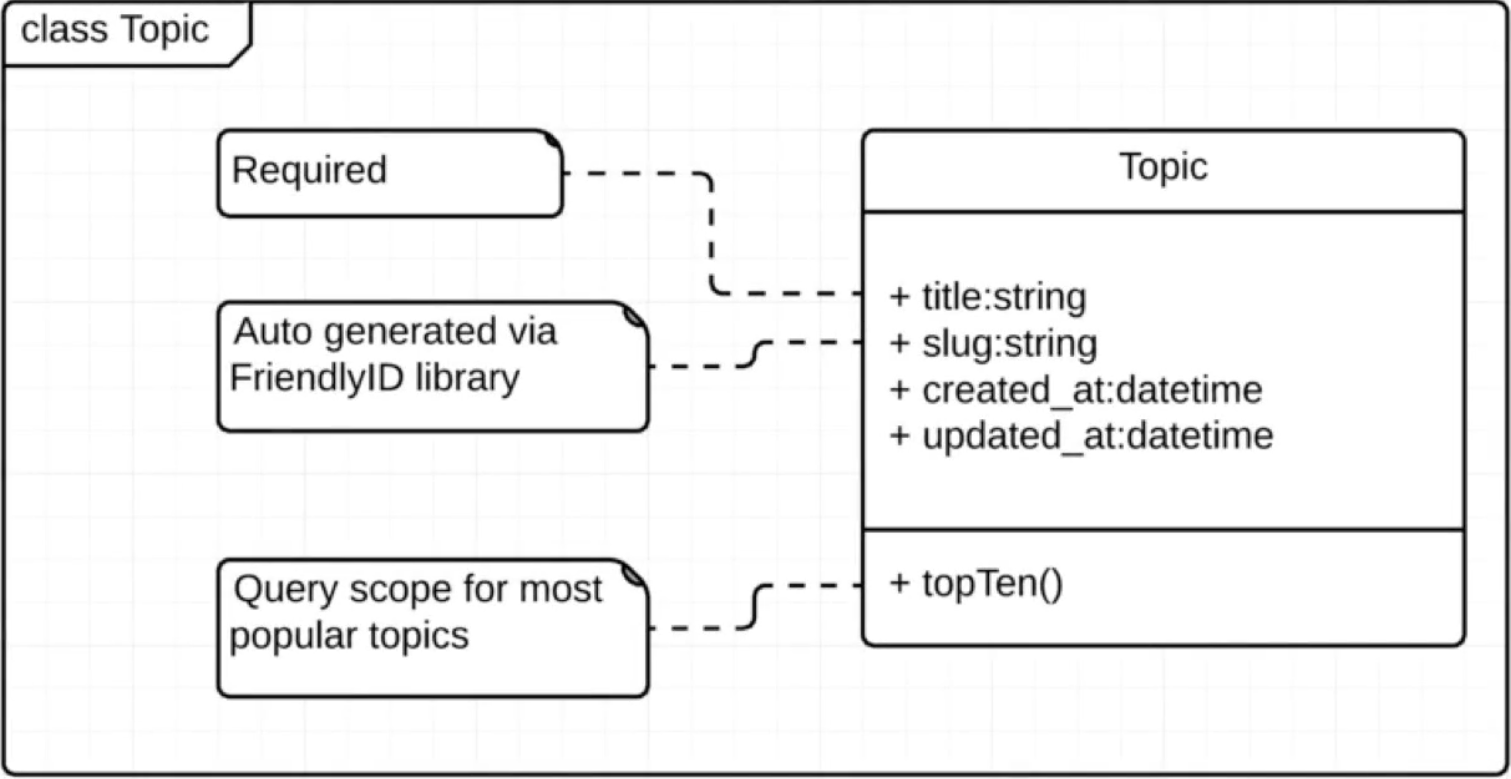 class Topic
Required
Auto generated via
FriendlyID library
Query scope for most
popular topics
Topic
+ title:string
+ slug:string
+ created_at:datetime
+ updated_at:datetime
+ topTen()